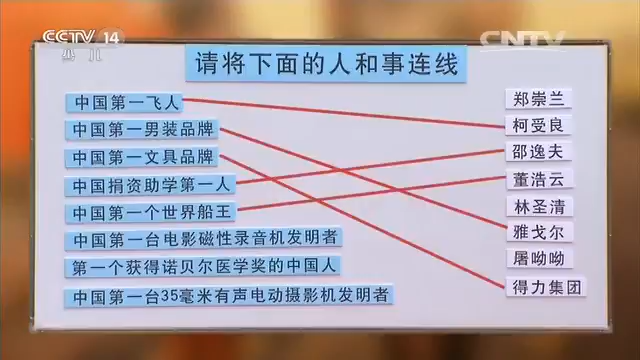 CCTV 14
少儿
CNTV
请将下面的人和事连线
中国第一飞人
中国第一男装品牌
中国第一文具品牌
中国捐资助学第一人
中国第一个世界船王
中国第一台电影磁性录音机发明者
第一个获得诺贝尔医学奖的中国人
中国第一台35毫米有声电动摄影机发明者
郑崇兰
柯受良
邵逸夫
董浩云
林圣清
雅戈尔
屠呦呦
得力集团